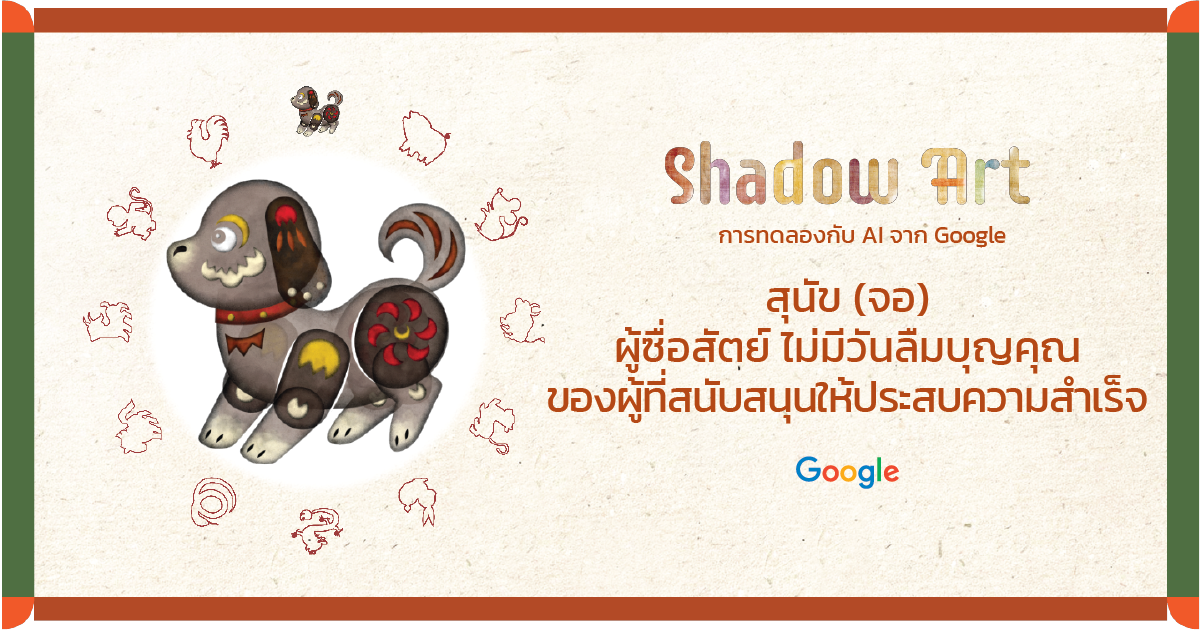 Shadow Art
การทดลองกับ AI จาก Google
สุนัข (จอ)
ผู้ซื่อสัตย์ ไม่มีวันลืมบุญคุณ
ของผู้ที่สนับสนุนให้ประสบความสำเร็จ
Google